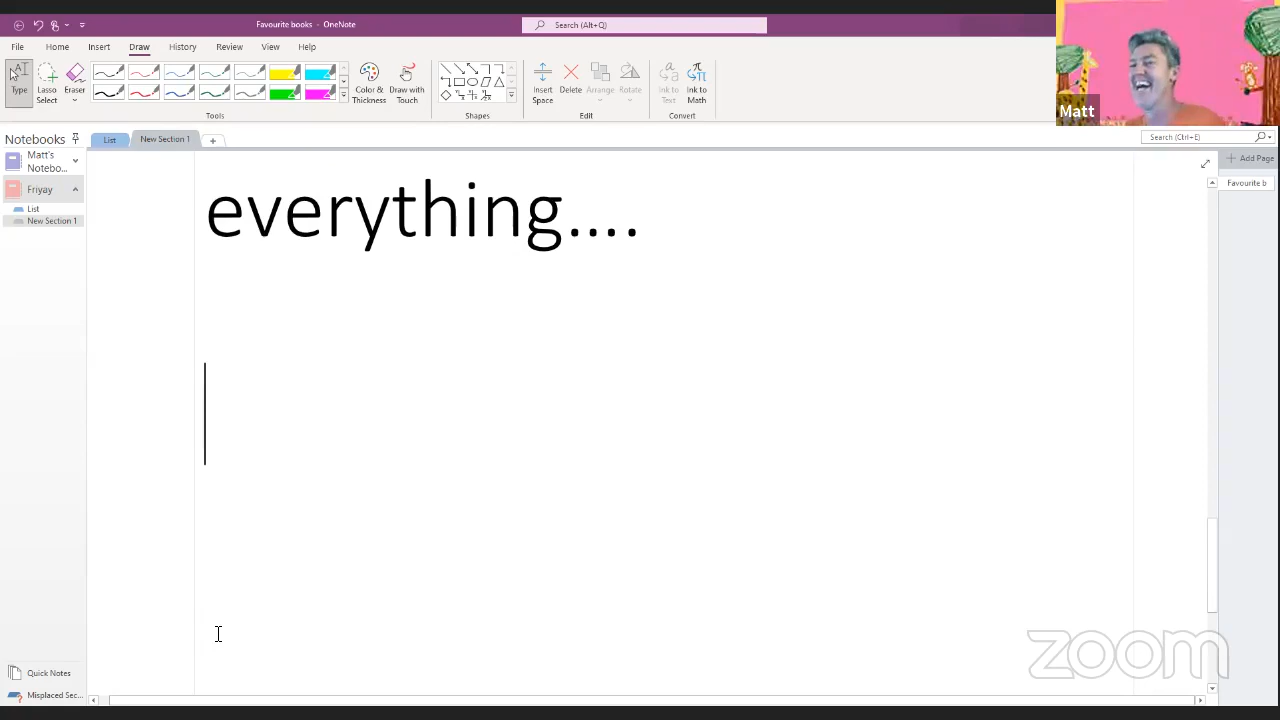 Favourite books - OneNote
Search (Alt+Q)
File Home Insert Draw History Review View Help
Type
Lasso Select
Eraser
Color & Thickness
Draw with Touch
Insert Space
Delete
Arrange
Rotate
Ink to Text
Ink to Math
Tools
Shapes
Edit
Convert
Matt
Notebooks
List
New Section 1
Search (Ctrl+E)
Matt's Notebo...
Add Page
Friyay
Favourite b
List
New Section 1
everything....
Quick Notes
Misplaced Sec...
zoom